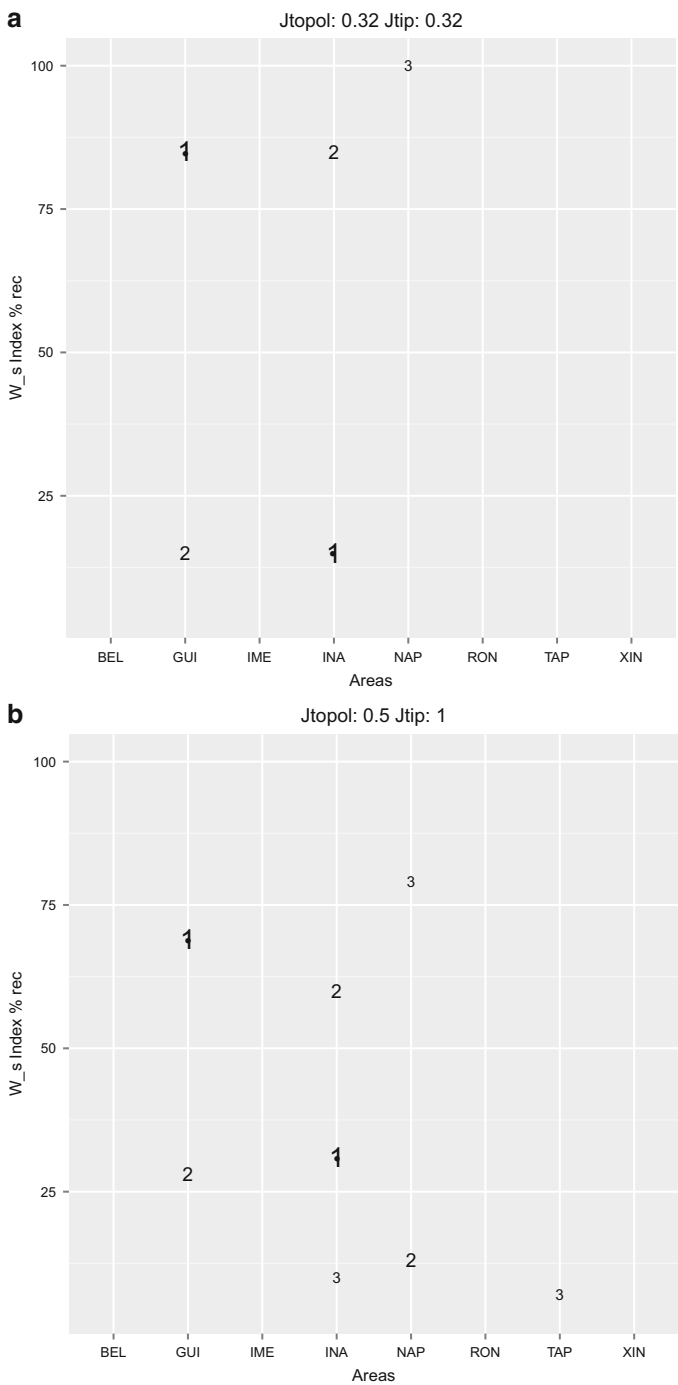 a
Jtopol: 0.32 Jtip: 0.32
W_s Index % rec
100
75
50
25
3
1
2
2
1
BEL GUI IME INA NAP RON TAP XIN
Areas
b
Jtopol: 0.5 Jtip: 1
W_s Index % rec
100
75
50
25
3
1
2
1
2
2
3
3
BEL GUI IME INA NAP RON TAP XIN
Areas